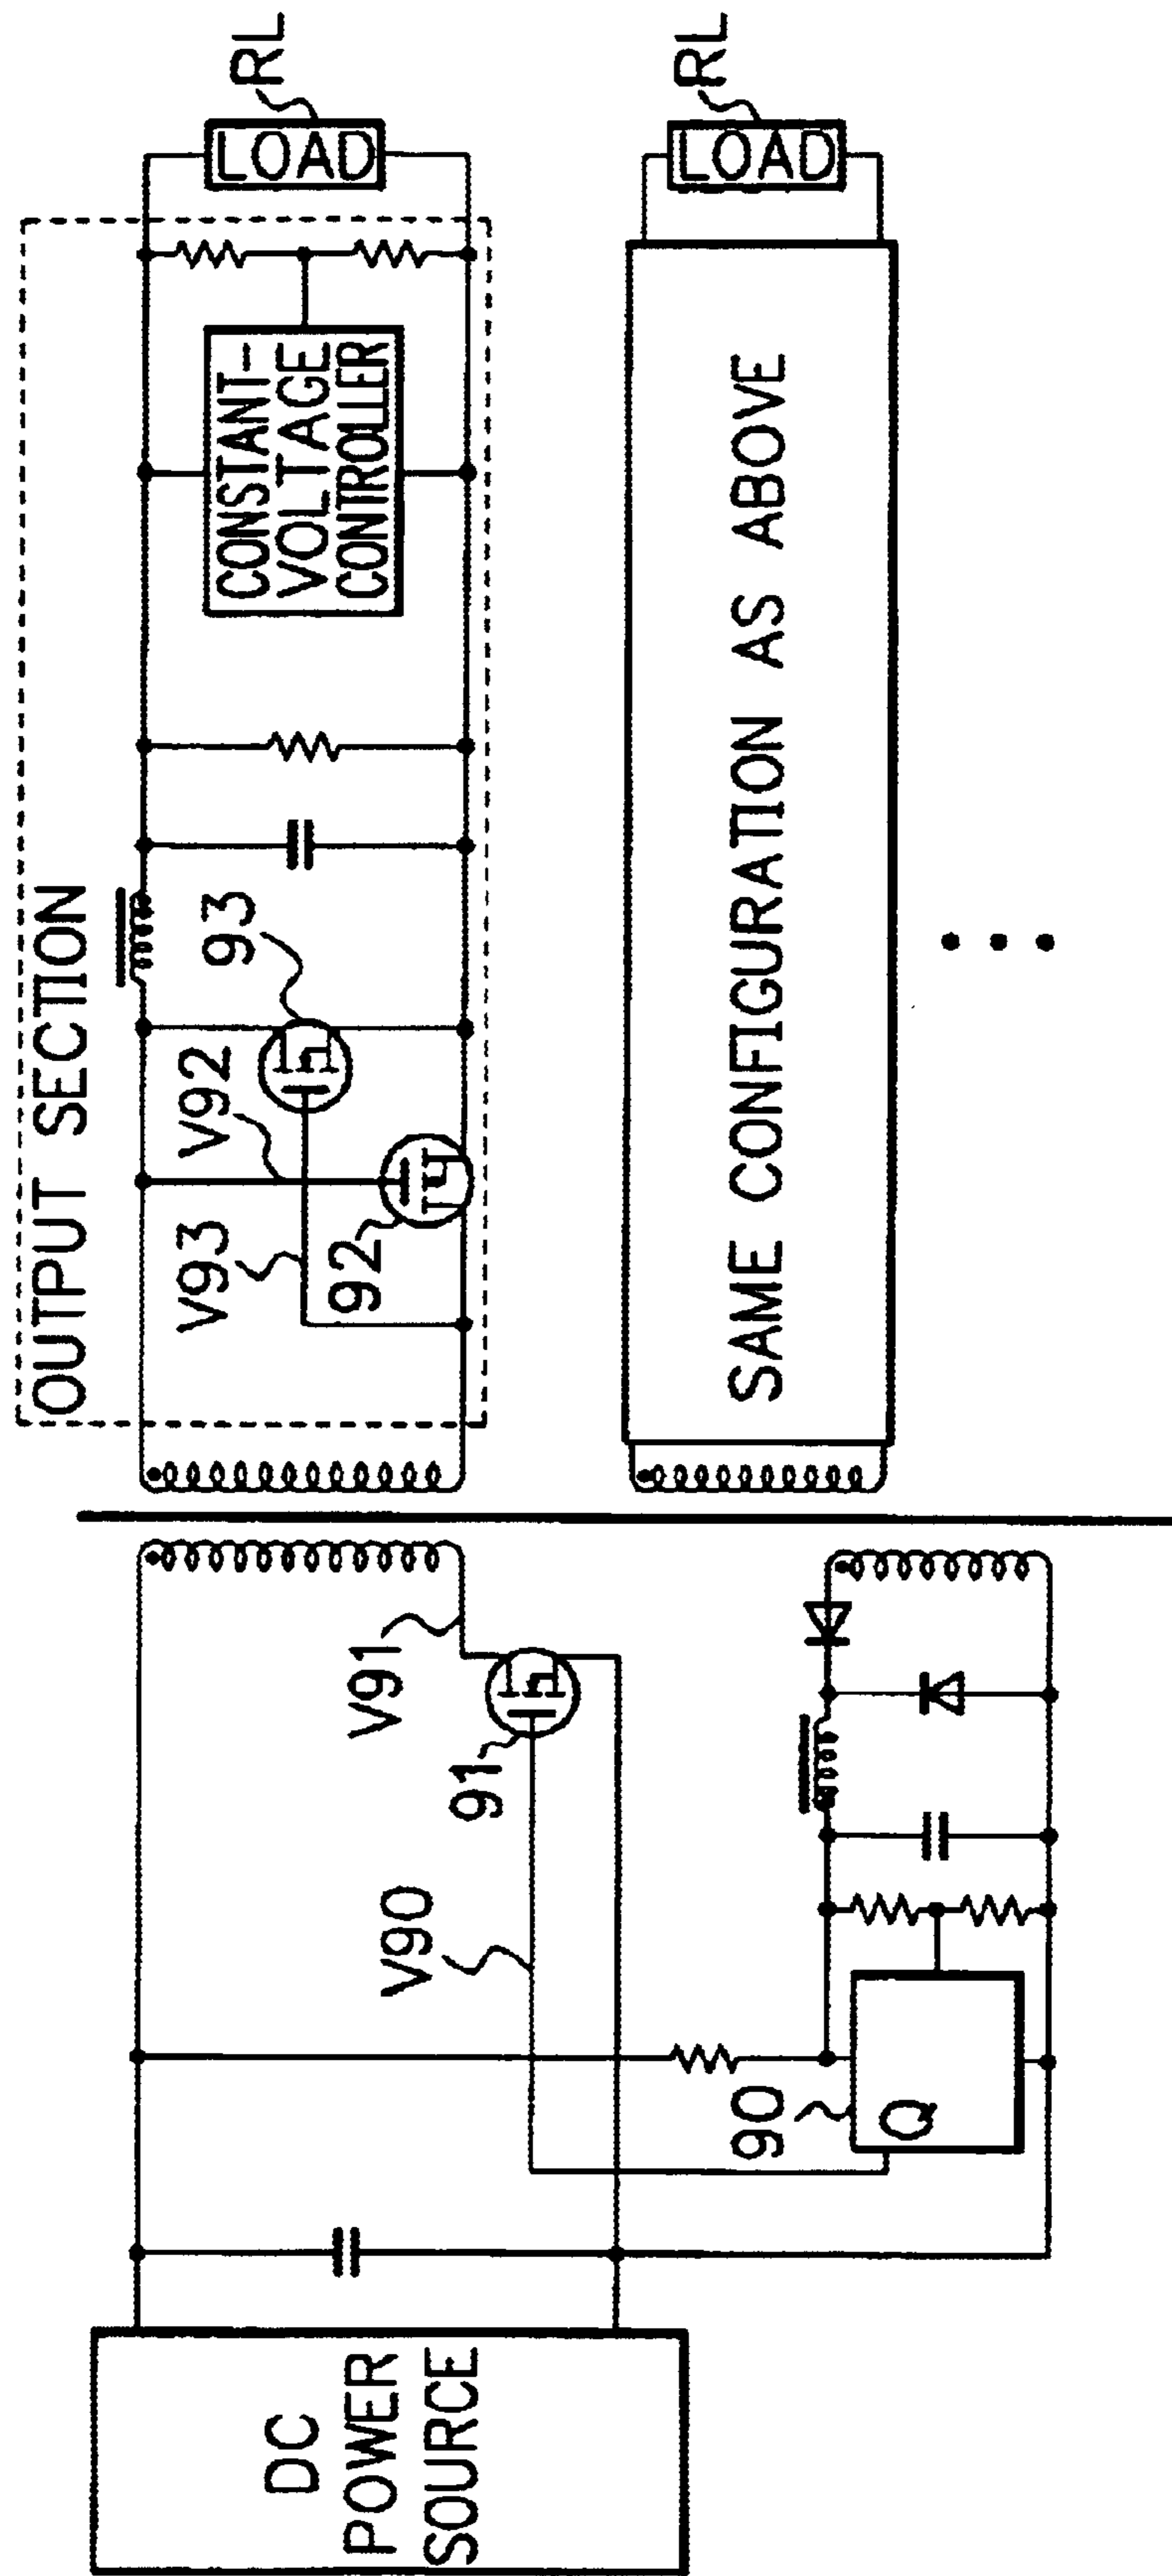 OUTPUT SECTION
V93
V92
93
92
CONSTANT-
VOLTAGE
CONTROLLER
LOAD
RL
DC
POWER
SOURCE
V90
V91
91
90
Q
SAME CONFIGURATION AS ABOVE
LOAD
RL